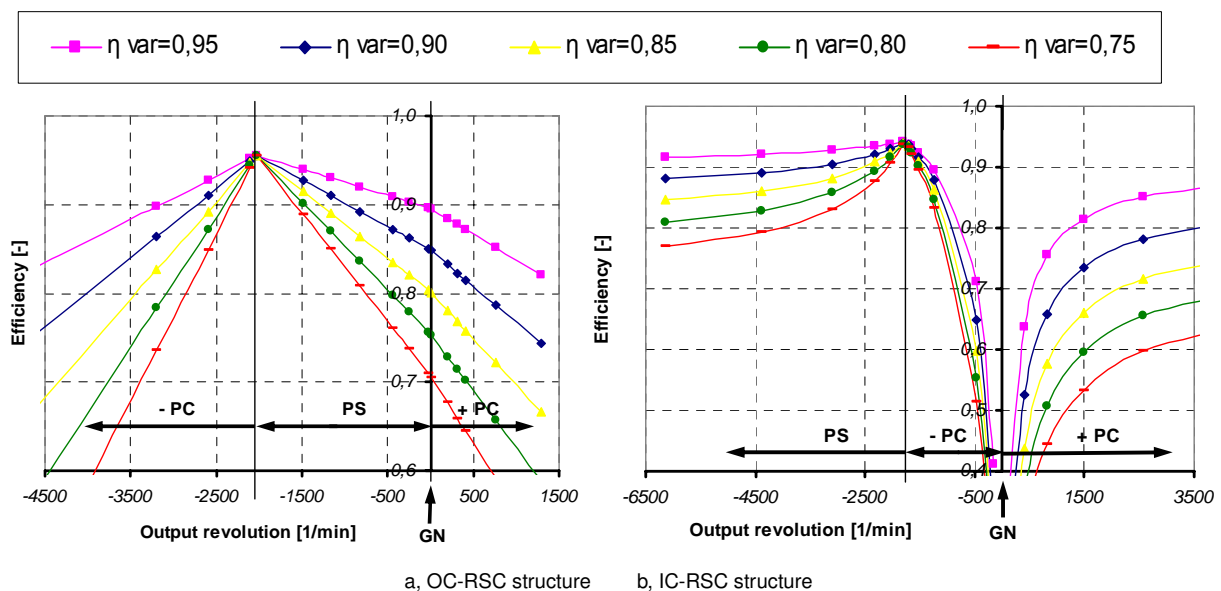 η var=0,95 η var=0,90 η var=0,85 η var=0,80 η var=0,75
Efficiency [-]
1,0
0,9
0,8
0,7
0,6
- PC PS + PC
-4500 -3500 -2500 -1500 -500 500 1500
Output revolution [1/min] GN
Efficiency [-]
1,0
0,9
0,8
0,7
0,6
0,5
0,4
PS - PC + PC
-6500 -4500 -2500 -500 1500 3500
Output revolution [1/min] GN
a, OC-RSC structure b, IC-RSC structure